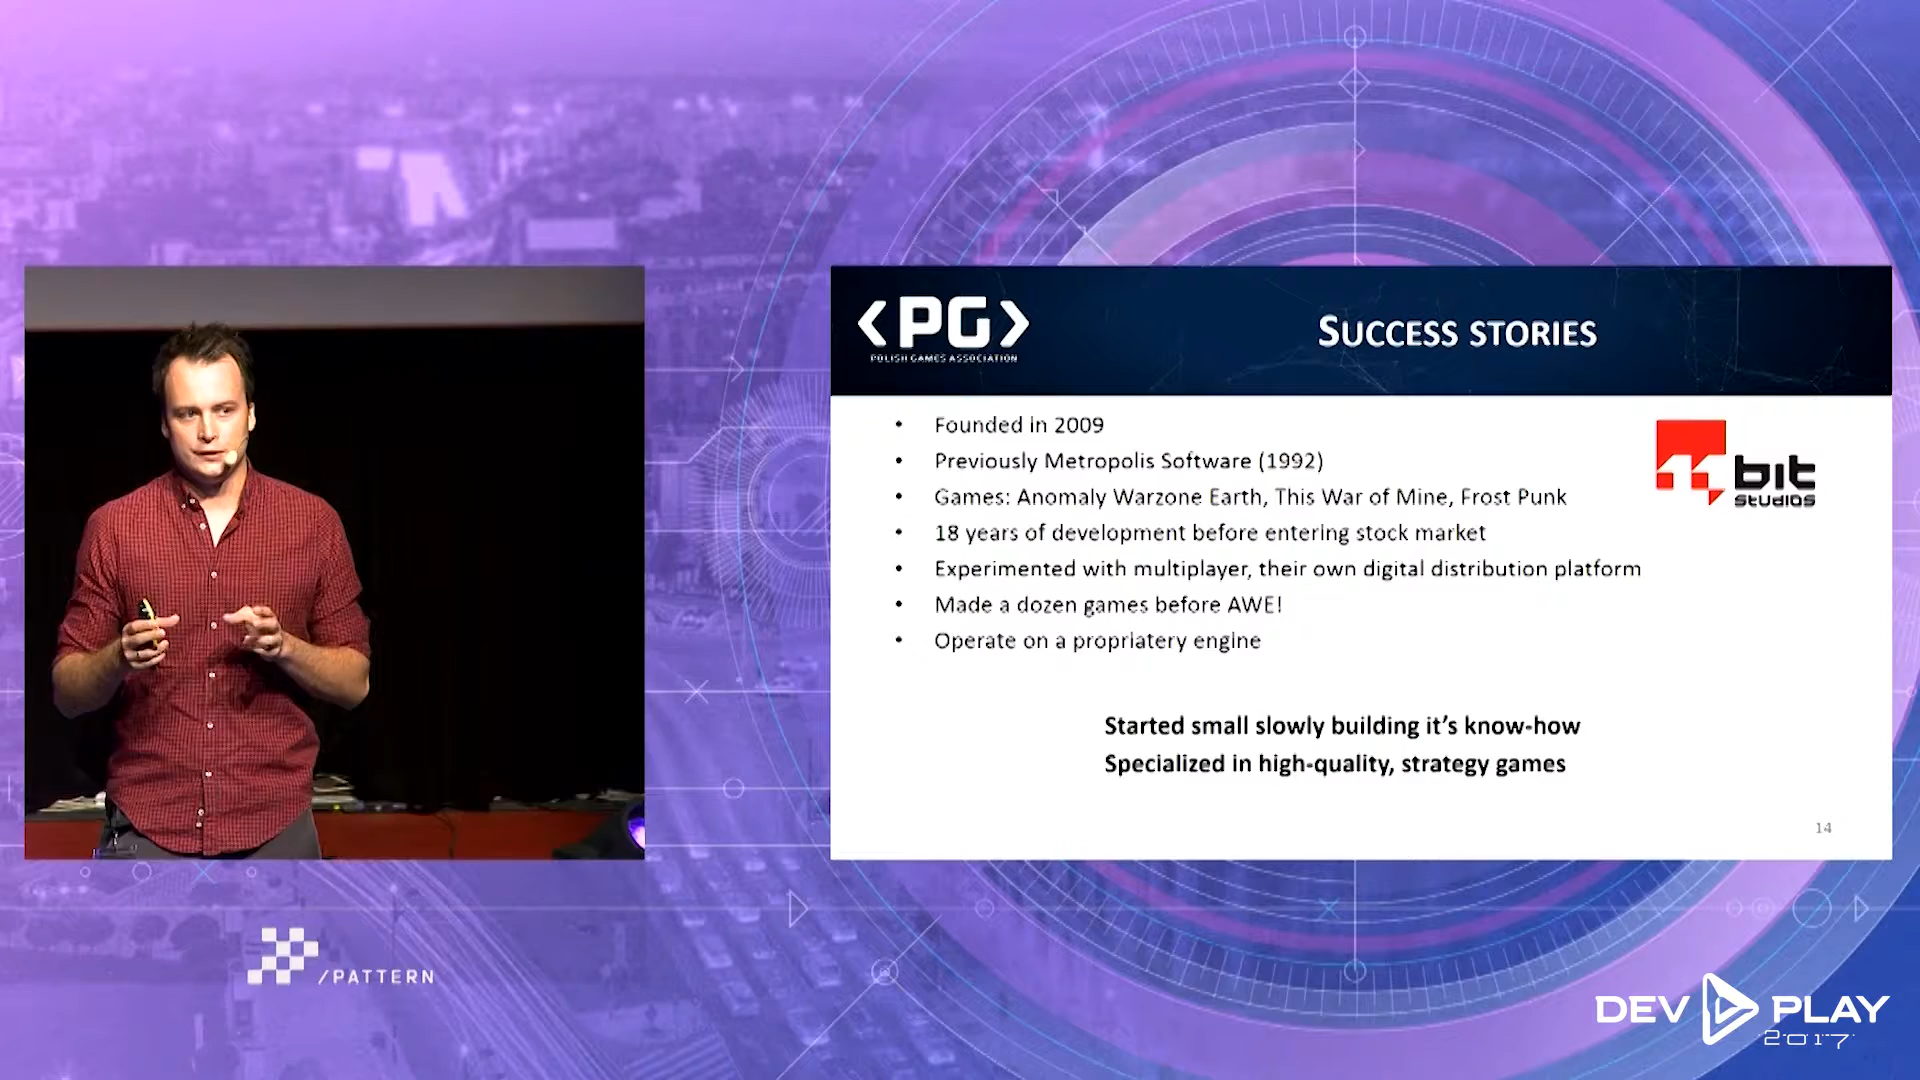 <PG>
POLISH GAMES ASSOCIATION
SUCCESS STORIES
• Founded in 2009
• Previously Metropolis Software (1992)
• Games: Anomaly Warzone Earth, This War of Mine, Frost Punk
• 18 years of development before entering stock market
• Experimented with multiplayer, their own digital distribution platform
• Made a dozen games before AWE!
• Operate on a propriatery engine
11 bit
studios
Started small slowly building it's know-how
Specialized in high-quality, strategy games
14
/PATTERN
DEV PLAY
2017